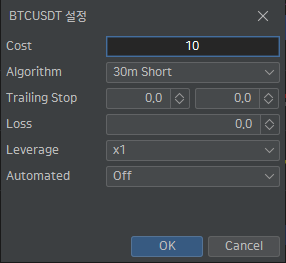 BTCUSDT 설정
Cost 10
Algorithm 30m Short
Trailing Stop 0,0 0,0
Loss 0,0
Leverage x1
Automated Off
OK Cancel